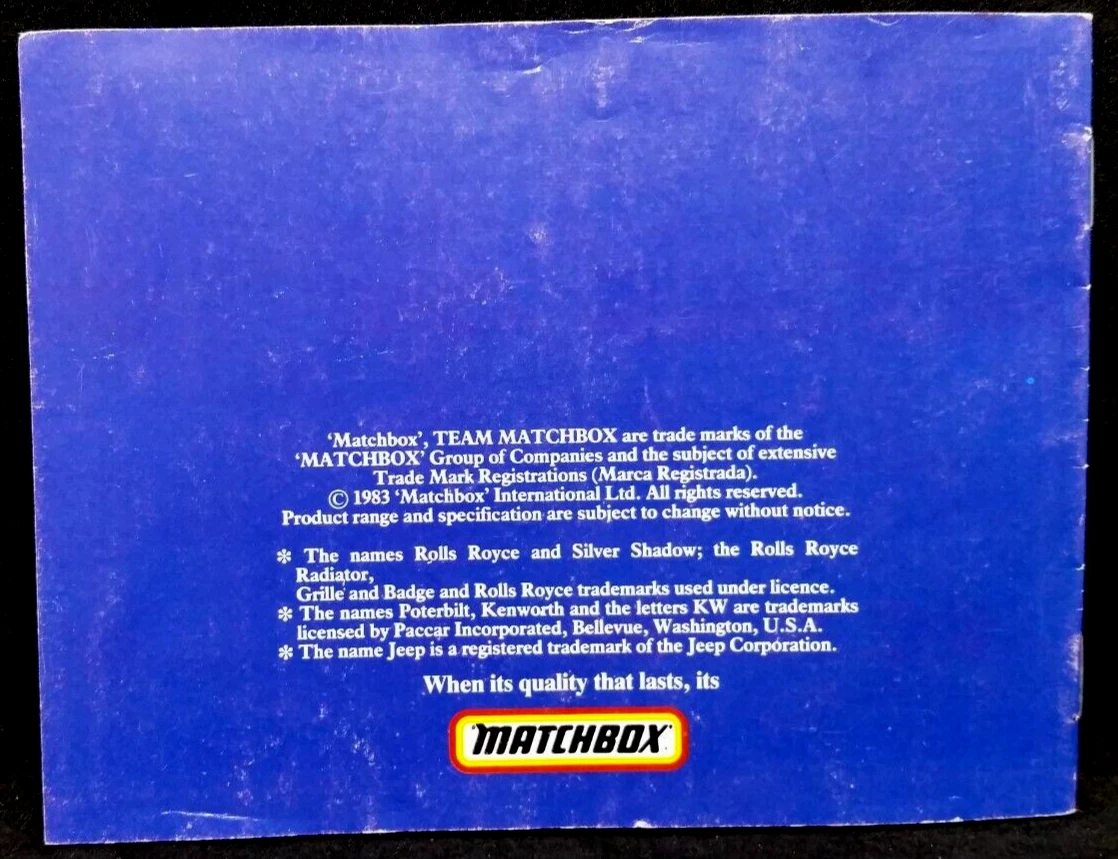 ‘Matchbox’, TEAM MATCHBOX are trade marks of the
‘MATCHBOX’ Group of Companies and the subject of extensive
Trade Mark Registrations (Marca Registrada).
© 1983 ‘Matchbox’ International Ltd. All rights reserved.
Product range and specification are subject to change without notice.
✻ The names Rolls Royce and Silver Shadow; the Rolls Royce
Radiator,
Grille and Badge and Rolls Royce trademarks used under licence.
✻ The names Poterbilt, Kenworth and the letters KW are trademarks
licensed by Paccar Incorporated, Bellevue, Washington, U.S.A.
✻ The name Jeep is a registered trademark of the Jeep Corporation.
When its quality that lasts, its
‘MATCHBOX’